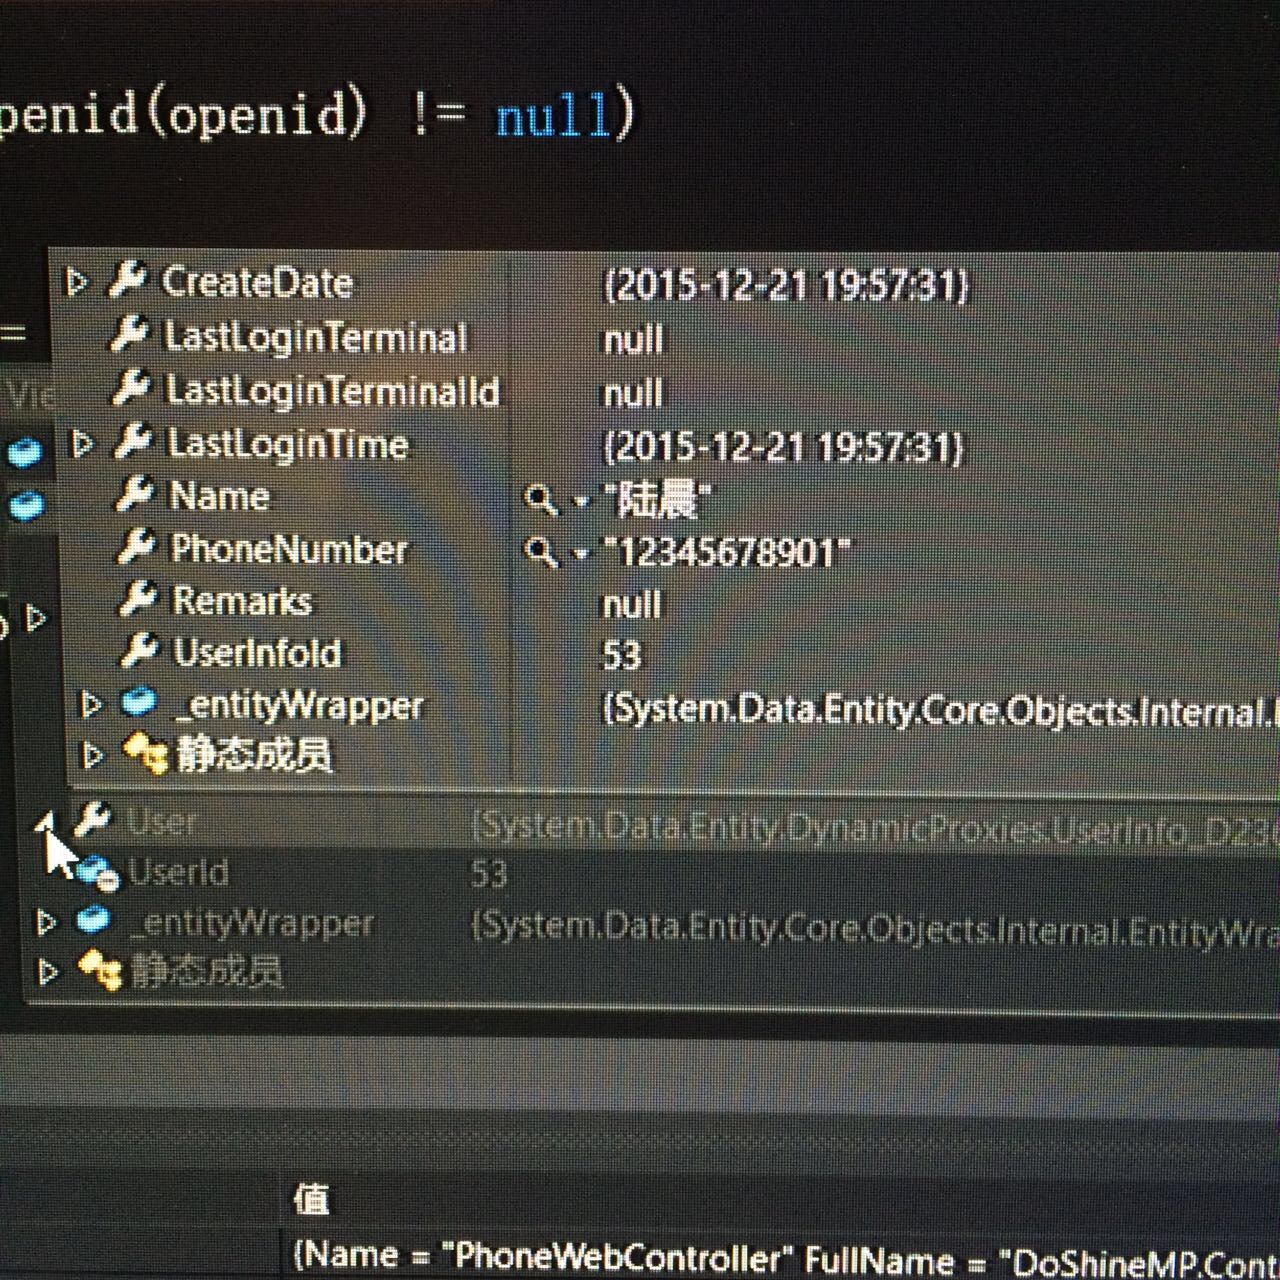 penid(openid) != null)
CreateDate {2015-12-21 19:57:31}
=
LastLoginTerminal null
Vie
LastLoginTerminalId null
LastLoginTime {2015-12-21 19:57:31}
Name "陆晨"
PhoneNumber "12345678901"
Remarks null
UserInfoId 53
_entityWrapper {System.Data.Entity.Core.Objects.Internal.
静态成员
User {System.Data.Entity.DynamicProxies.UserInfo_D23
UserId 53
_entityWrapper {System.Data.Entity.Core.Objects.Internal.EntityWra
静态成员
值
{Name = "PhoneWebController" FullName = "DoShineMP.Cont